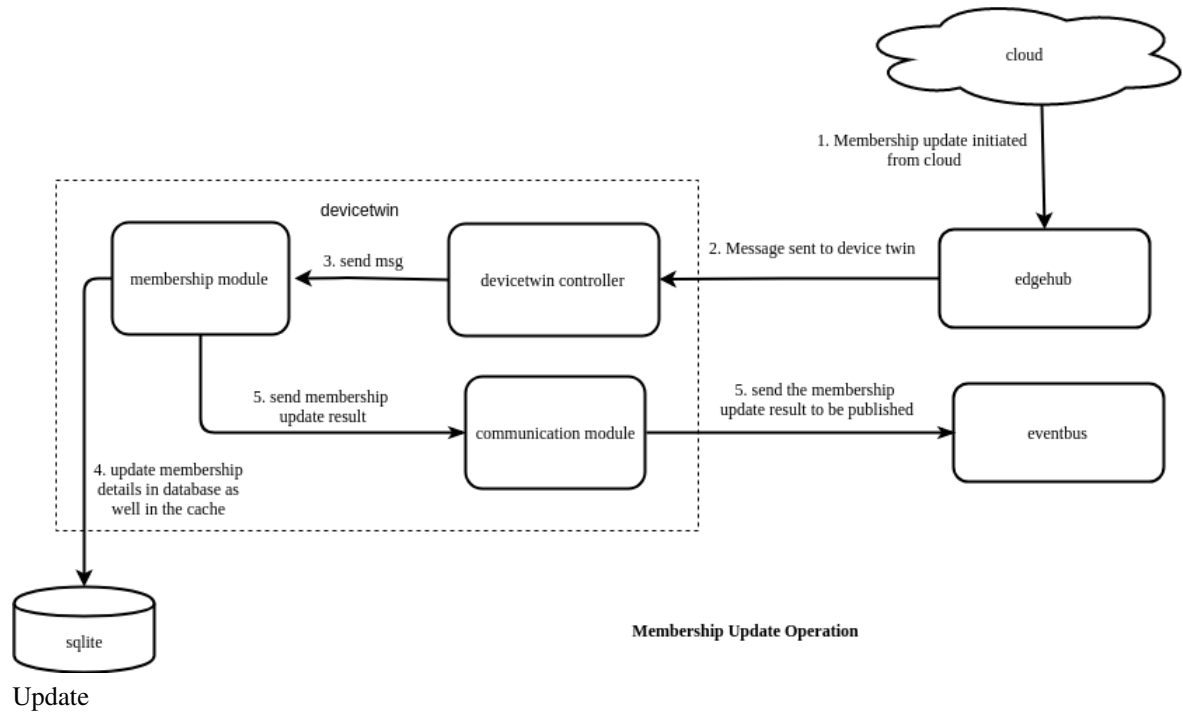 cloud
1. Membership update initiated
from cloud
devicetwin
2. Message sent to device twin
3. send msg
membership module
devicetwin controller
edgehub
5. send membership
update result
5. send the membership
update result to be published
communication module
eventbus
4. update membership
details in database as
well in the cache
sqlite
Membership Update Operation
Update